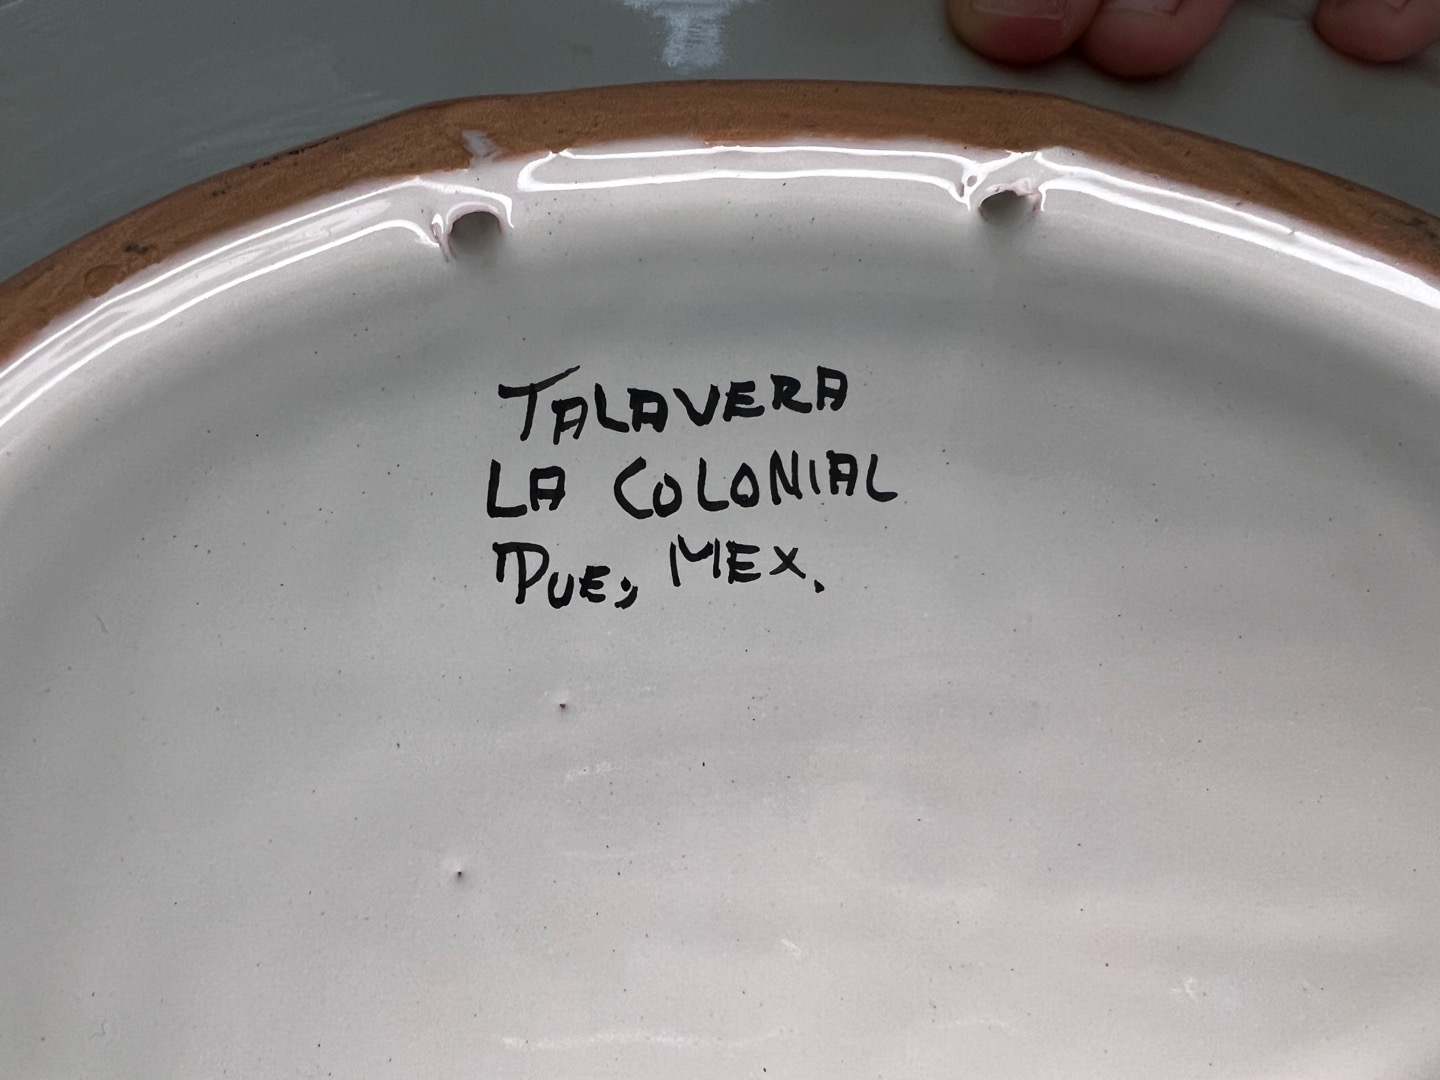 TALAVERA
LA COLONIAL
PUE, MEX.